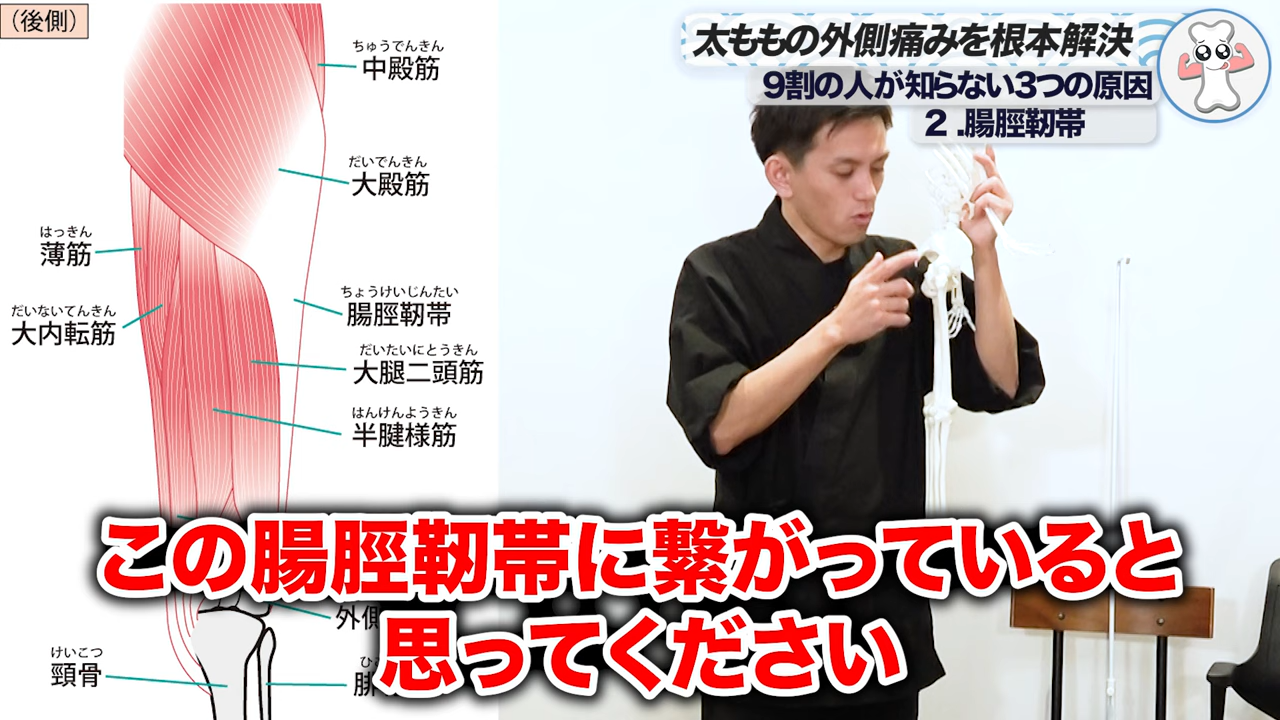 （後側）
ちゅうでんきん
中殿筋
だいでんきん
大殿筋
はっきん
薄筋
ちょうけいじんたい
腸脛靭帯
だいないてんきん
大内転筋
だいたいにとうきん
大腿二頭筋
はんけんようきん
半腱様筋
外側
けいこつ
頸骨
ひ
腓
太ももの外側痛みを根本解決
9割の人が知らない3つの原因
2 .腸脛靭帯
この腸脛靭帯に繋がっていると
思ってください